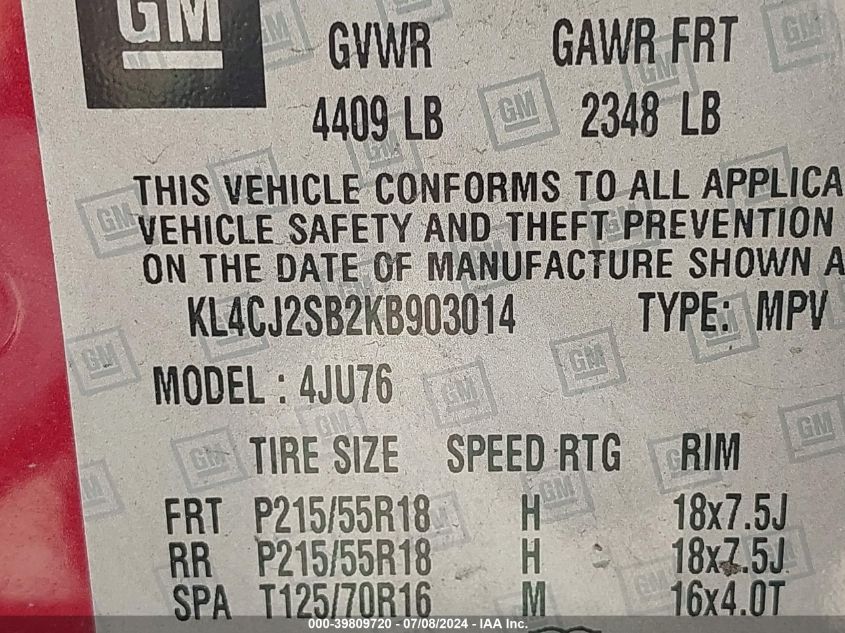 GM
GVWR GAWR FRT
4409 LB 2348 LB
THIS VEHICLE CONFORMS TO ALL APPLICA
VEHICLE SAFETY AND THEFT PREVENTION
ON THE DATE OF MANUFACTURE SHOWN A
KL4CJ2SB2KB903014 TYPE: MPV
MODEL : 4JU76
TIRE SIZE SPEED RTG RIM
FRT P215/55R18 H 18x7.5J
RR P215/55R18 H 18x7.5J
SPA T125/70R16 M 16x4.0T
000-39809720 - 07/08/2024 - IAA Inc.